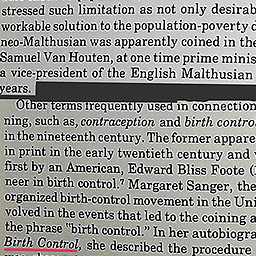 stressed such limitation as not only desirab
workable solution to the population-poverty d
neo-Malthusian was apparently coined in the
Samuel Van Houten, at one time prime minis
a vice-president of the English Malthusian
years.
Other terms frequently used in connection
ning, such as, contraception and birth contro
in the nineteenth century. The former appare
in print in the early twentieth century and
first by an American, Edward Bliss Foote (
neer in birth control.7 Margaret Sanger, the
organized birth-control movement in the Uni
volved in the events that led to the coining a
the phrase "birth control." In her autobiogra
Birth Control, she described the procedure